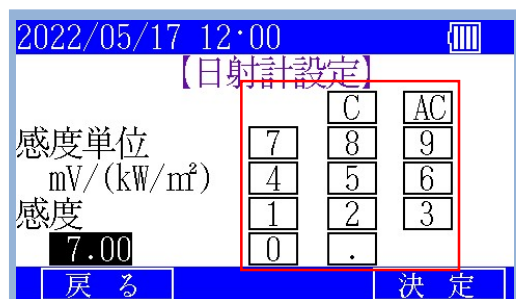 2022/05/17 12:00
【日射計設定】
C AC
感度単位 7 8 9
mV/(kW/㎡) 4 5 6
感度 1 2 3
7.00 0 .
戻る 決定